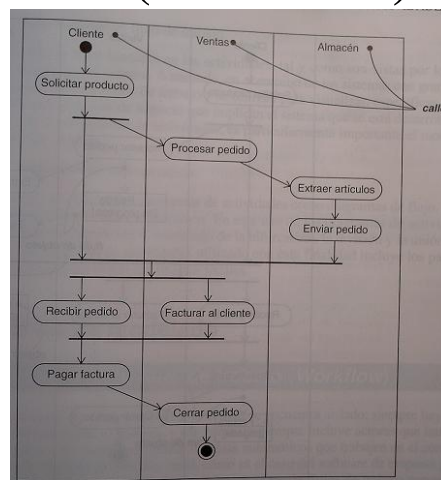 Cliente
Ventas
Almacén
Solicitar producto
Procesar pedido
Extraer artículos
Enviar pedido
Recibir pedido
Facturar al cliente
Pagar factura
Cerrar pedido